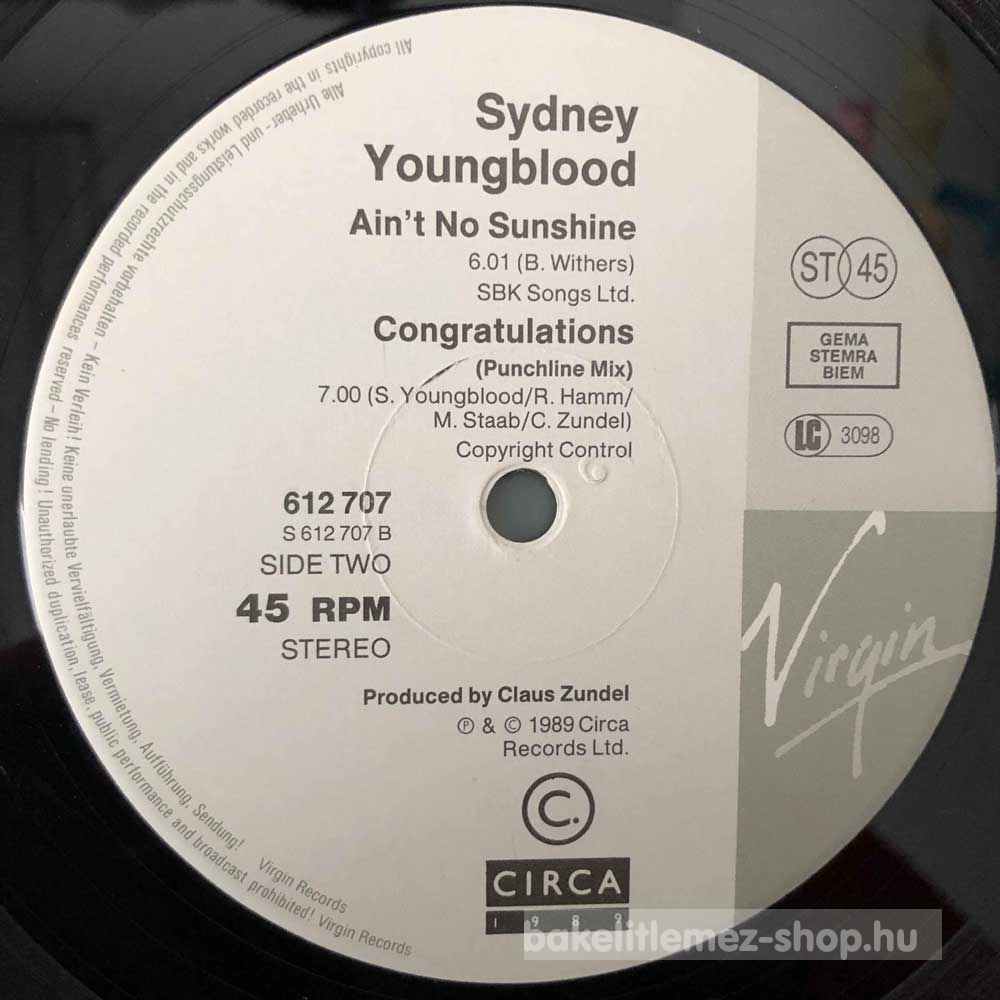 Sydney
Youngblood
Ain't No Sunshine
6.01 (B. Withers)
SBK Songs Ltd.
Congratulations
(Punchline Mix)
7.00 (S. Youngblood/R. Hamm/
M. Staab/C. Zundel)
Copyright Control
612 707
S 612 707 B
SIDE TWO
45 RPM
STEREO
Produced by Claus Zundel
℗ & © 1989 Circa
Records Ltd.
C.
CIRCA
1989
ST 45
GEMA
STEMRA
BIEM
LC 3098
Virgin
Alle Urheber- und Leistungsschutzrechte vorbehalten – Kein Verleih! Keine unerlaubte Vervielfältigung, Vermietung, Aufführung, Sendung! Virgin Records
All copyrights in the recorded works and in the recorded performances reserved – No lending! Unauthorized duplication, lease, public performance and broadcast prohibited! Virgin Records
bakelitlemez-shop.hu